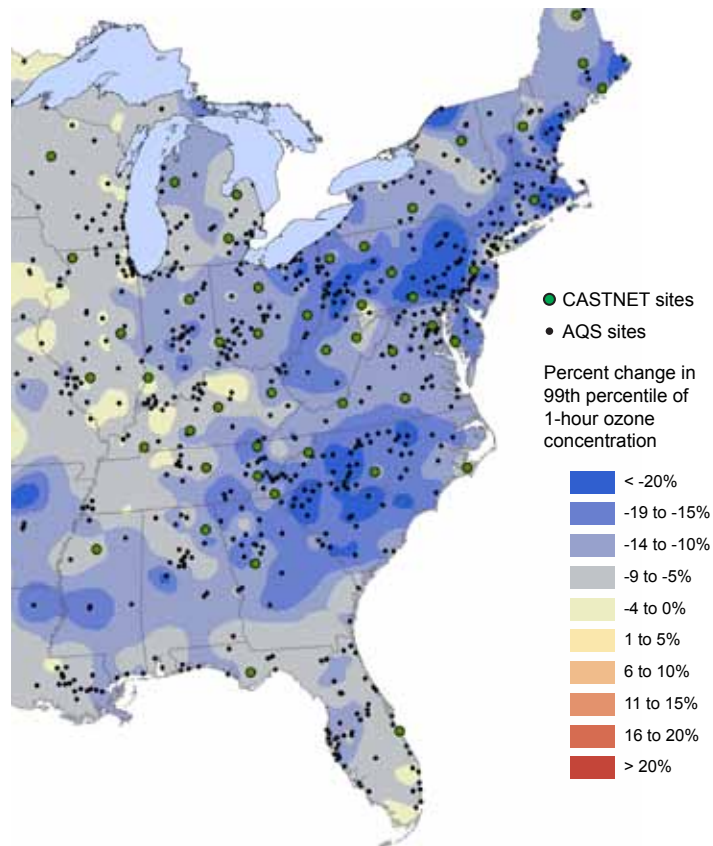 CASTNET sites
AQS sites
Percent change in
99th percentile of
1-hour ozone
concentration
< -20%
-19 to -15%
-14 to -10%
-9 to -5%
-4 to 0%
1 to 5%
6 to 10%
11 to 15%
16 to 20%
> 20%